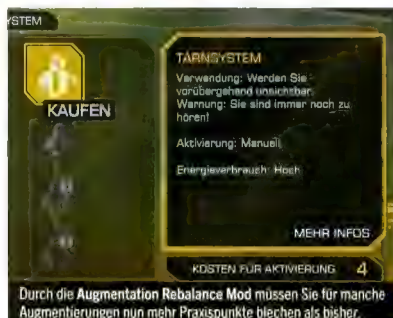 YSTEM
KAUFEN
TARNSYSTEM
Verwendung: Werden Sie
vorübergehend unsichtbar.
Warnung: Sie sind immer noch zu
hören!
Aktivierung: Manuell
Energieverbrauch: Hoch
MEHR INFOS
KOSTEN FÜR AKTIVIERUNG 4
Durch die Augmentation Rebalance Mod müssen Sie für manche
Augmentierungen nun mehr Praxispunkte blechen als bisher.